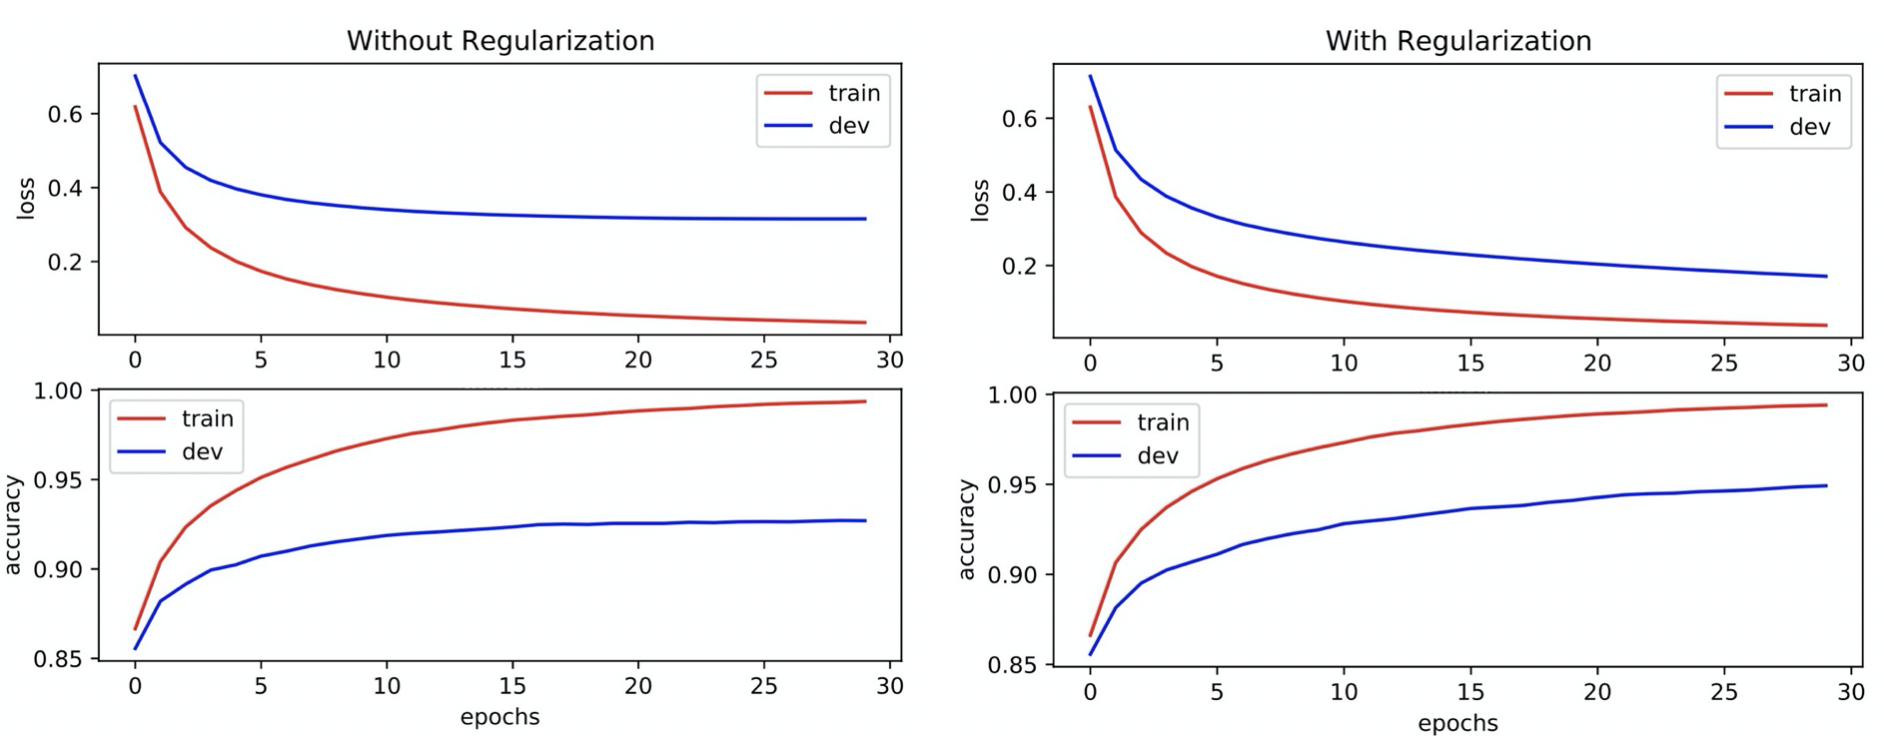 Without Regularization
train
dev
loss
0.6
0.4
0.2
0 5 10 15 20 25 30
train
dev
accuracy
1.00
0.95
0.90
0.85
0 5 10 15 20 25 30
epochs
With Regularization
train
dev
loss
0.6
0.4
0.2
0 5 10 15 20 25 30
train
dev
accuracy
1.00
0.95
0.90
0.85
0 5 10 15 20 25 30
epochs